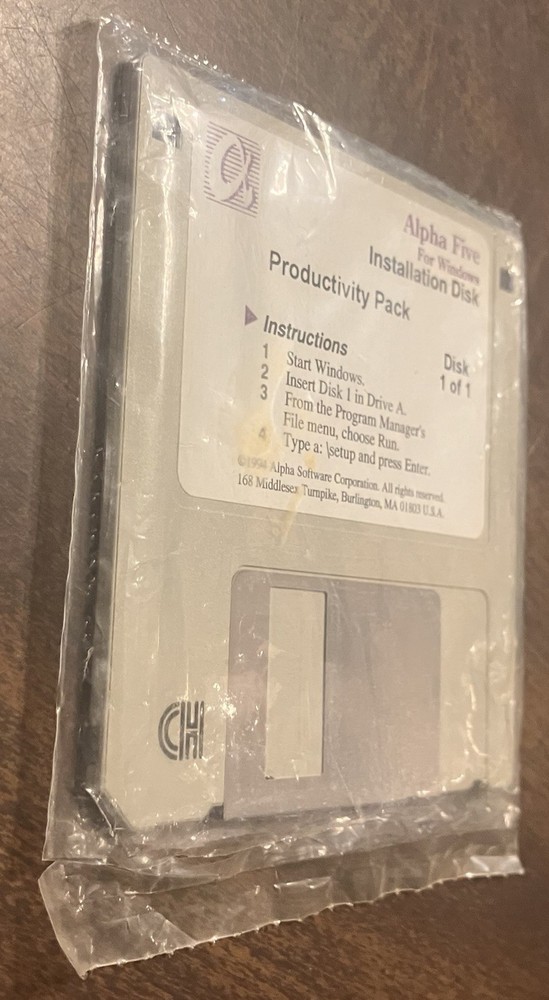 Alpha Five
For Windows
Installation Disk
Productivity Pack
Disk
1 of 1
Instructions
1 Start Windows.
2 Insert Disk 1 in Drive A.
3 From the Program Manager's
File menu, choose Run.
4 Type a: \setup and press Enter.
©1994 Alpha Software Corporation. All rights reserved.
168 Middlesex Turnpike, Burlington, MA 01803 U.S.A.
CH